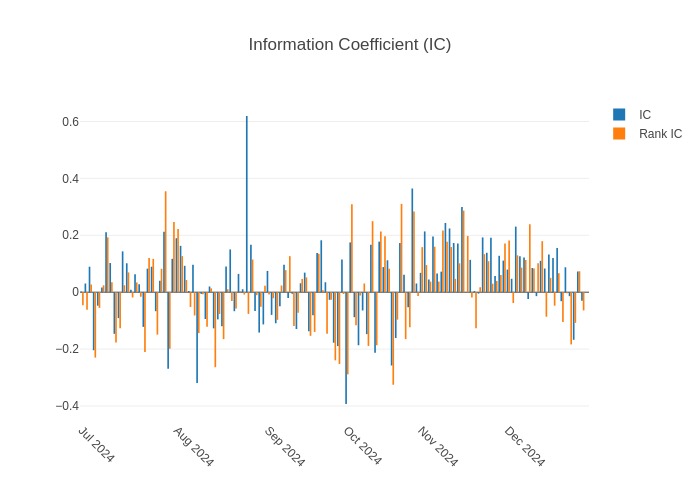 Information Coefficient (IC)
0.6
0.4
0.2
0
−0.2
−0.4
Jul 2024
Aug 2024
Sep 2024
Oct 2024
Nov 2024
Dec 2024
IC
Rank IC